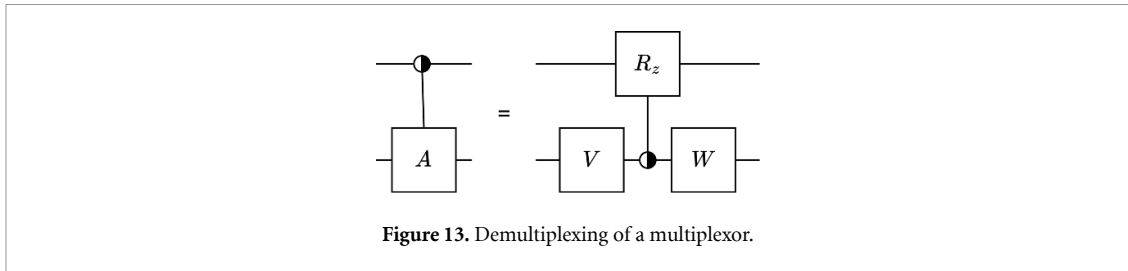 R_z
=
A V W
Figure 13. Demultiplexing of a multiplexor.